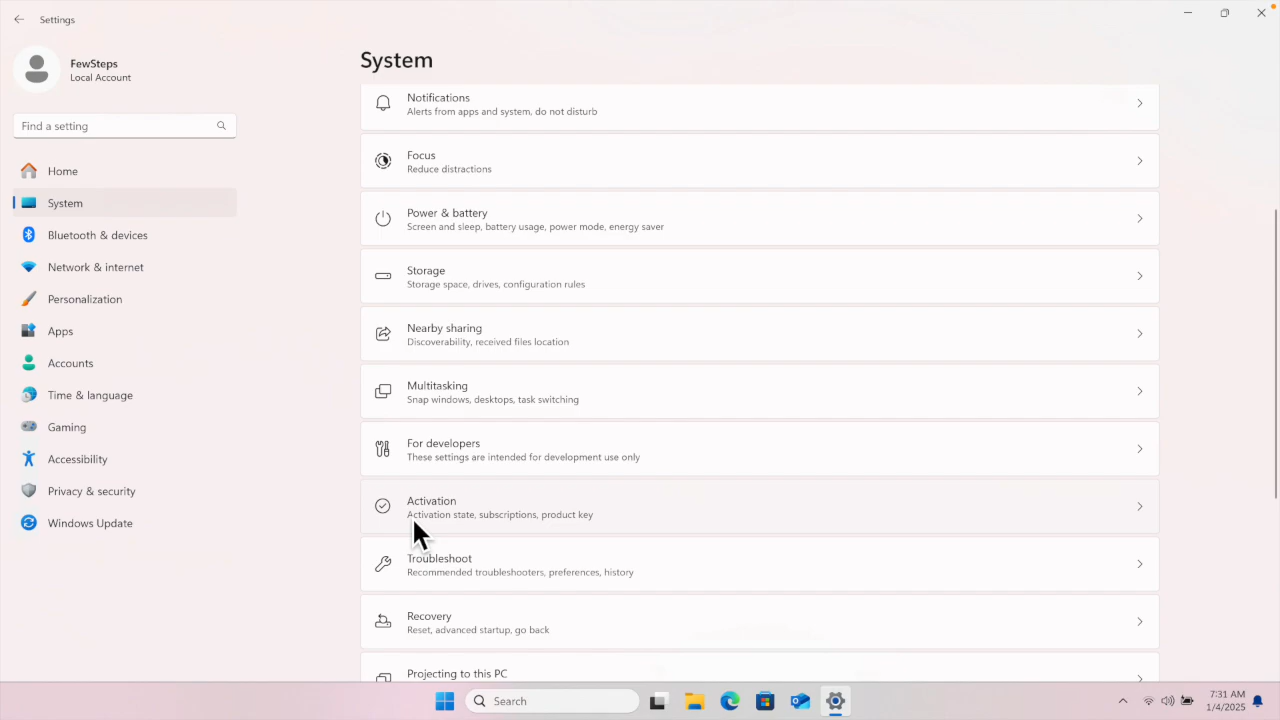 Settings
FewSteps
Local Account
Find a setting
Home
System
Bluetooth & devices
Network & internet
Personalization
Apps
Accounts
Time & language
Gaming
Accessibility
Privacy & security
Windows Update
System
Notifications
Alerts from apps and system, do not disturb
Focus
Reduce distractions
Power & battery
Screen and sleep, battery usage, power mode, energy saver
Storage
Storage space, drives, configuration rules
Nearby sharing
Discoverability, received files location
Multitasking
Snap windows, desktops, task switching
For developers
These settings are intended for development use only
Activation
Activation state, subscriptions, product key
Troubleshoot
Recommended troubleshooters, preferences, history
Recovery
Reset, advanced startup, go back
Projecting to this PC
Search
7:31 AM
1/4/2025